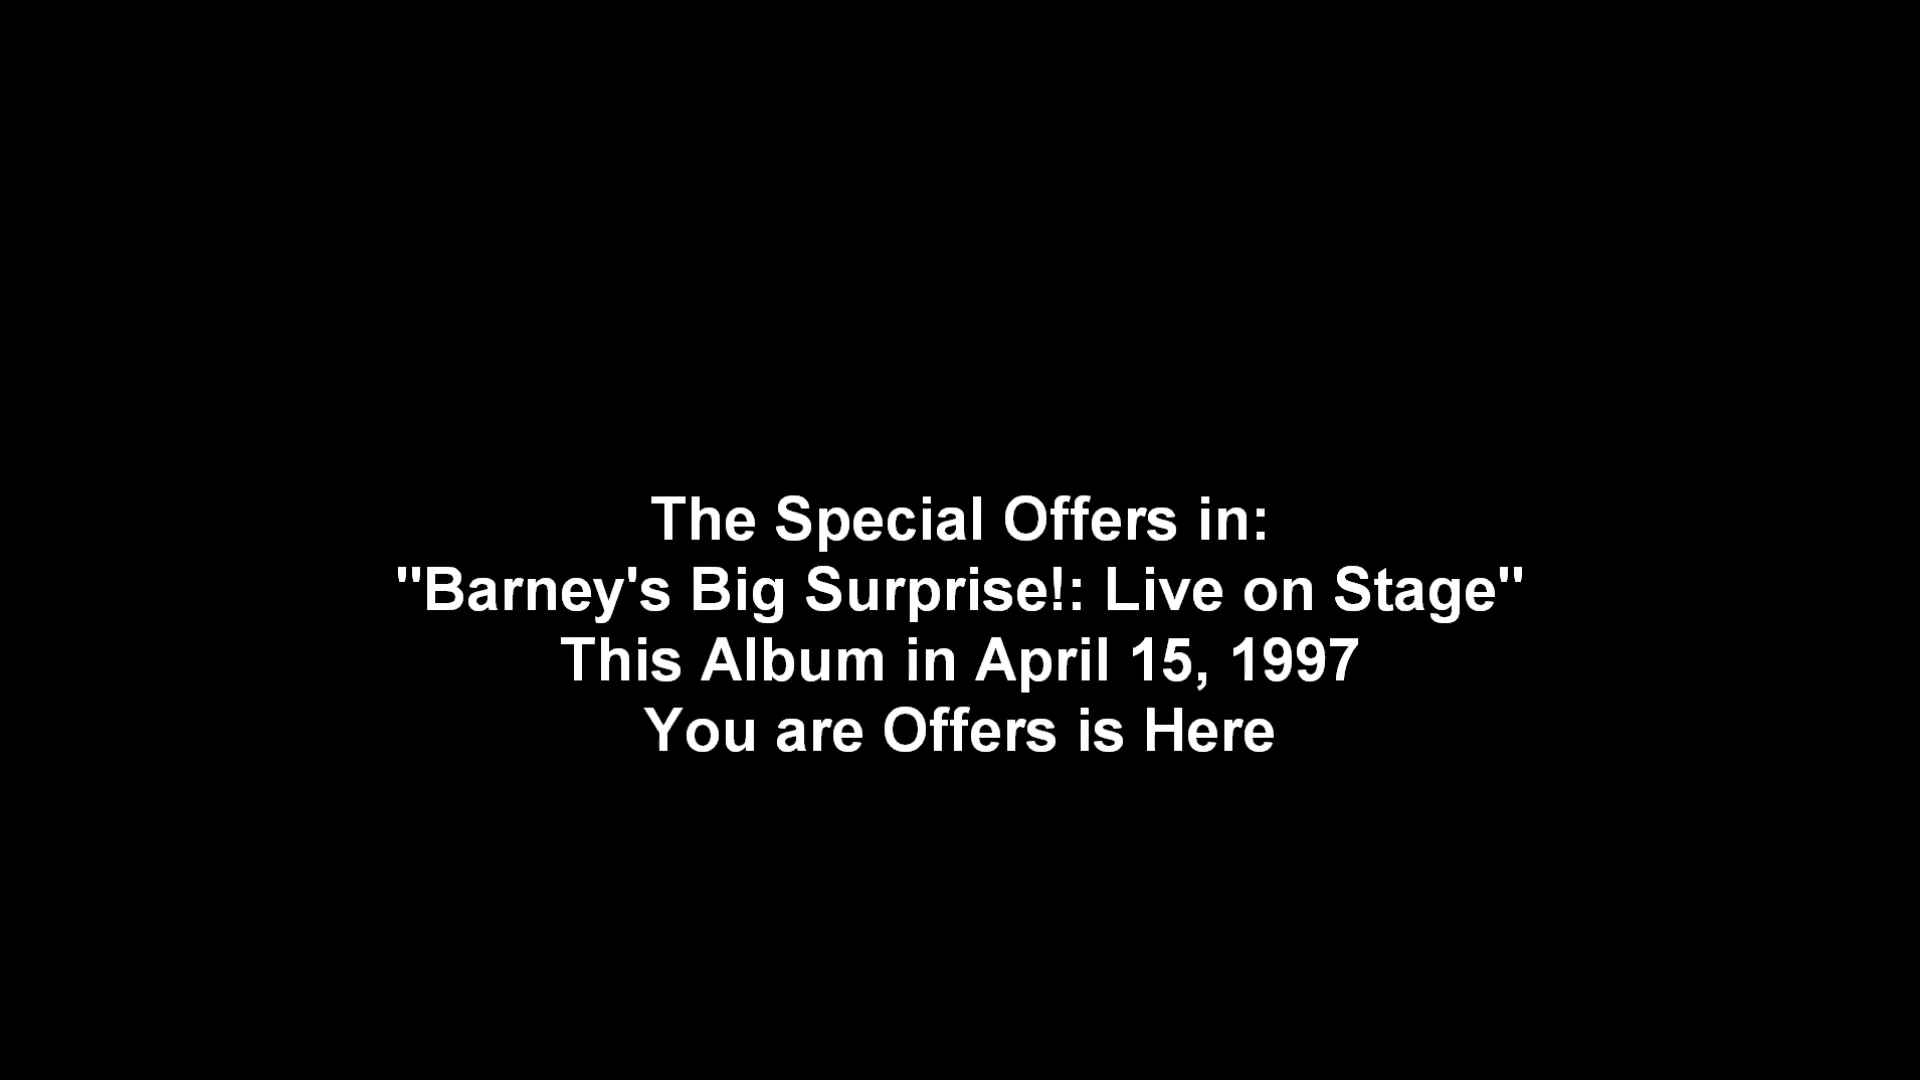 The Special Offers in:
"Barney's Big Surprise!: Live on Stage"
This Album in April 15, 1997
You are Offers is Here